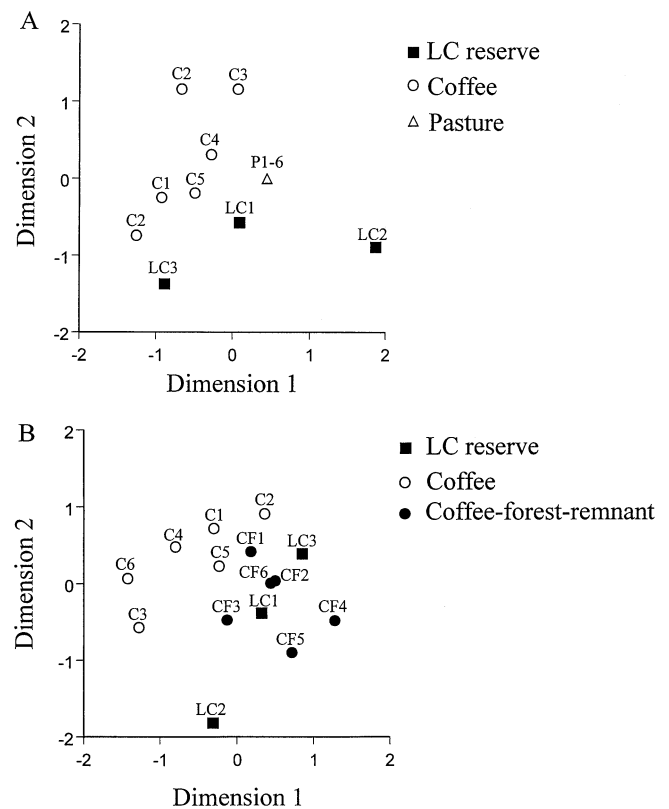 A
2
1
0
-1
-2
-2
-1
0
1
2
Dimension 2
Dimension 1
C2
C3
C4
P1-6
C1
C5
C2
LC1
LC2
LC3
LC reserve
Coffee
Pasture
B
2
1
0
-1
-2
-2
-1
0
1
2
Dimension 2
Dimension 1
C2
C1
C4
CF1
LC3
C5
C6
CF6
CF2
LC1
C3
CF3
CF4
CF5
LC2
LC reserve
Coffee
Coffee-forest-remnant